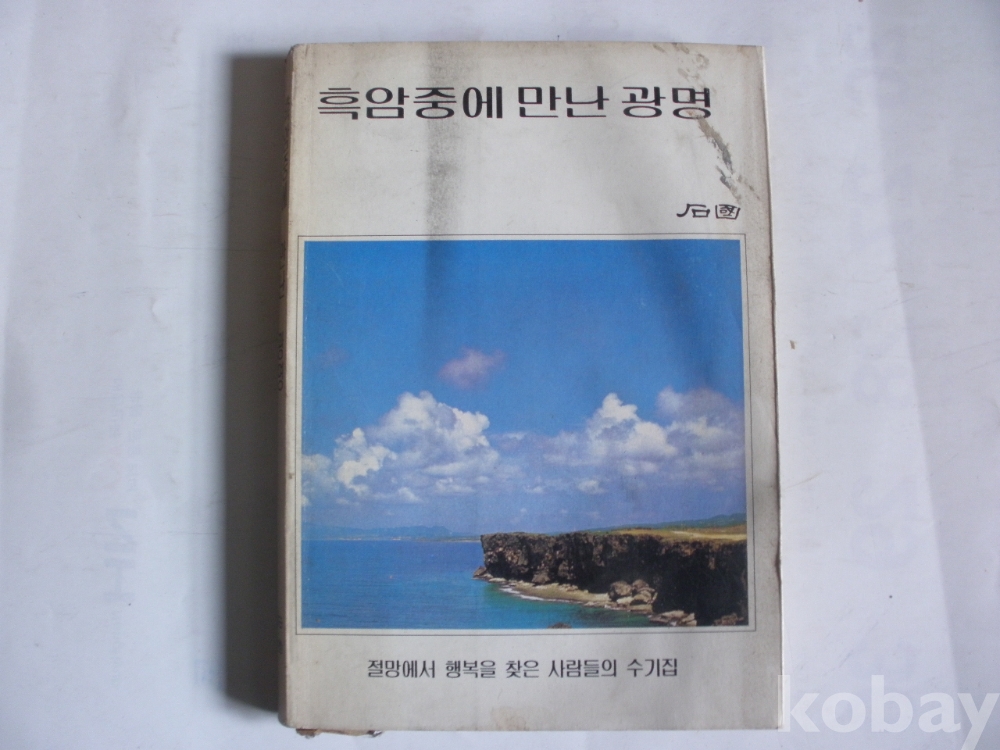 흑암중에 만난 광명
石園
절망에서 행복을 찾은 사람들의 수기집
kobay